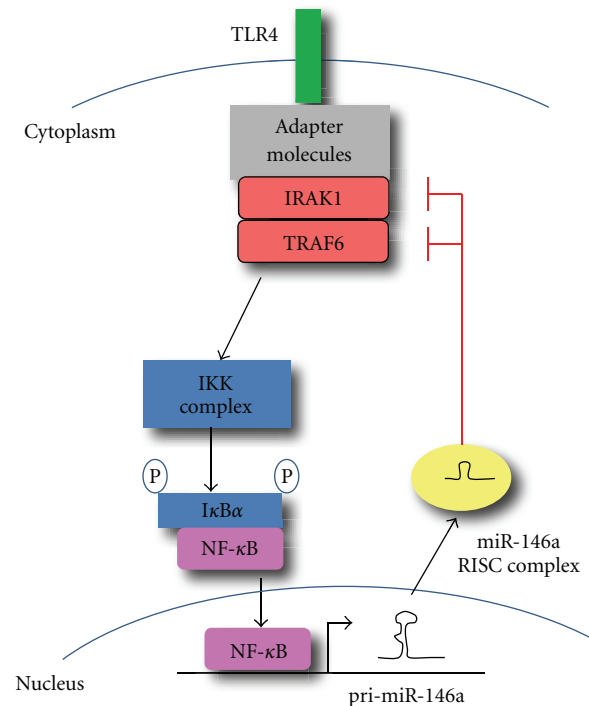 TLR4
Cytoplasm
Adapter
molecules
IRAK1
TRAF6
IKK
complex
P
P
IκBα
NF-κB
miR-146a
RISC complex
NF-κB
Nucleus
pri-miR-146a